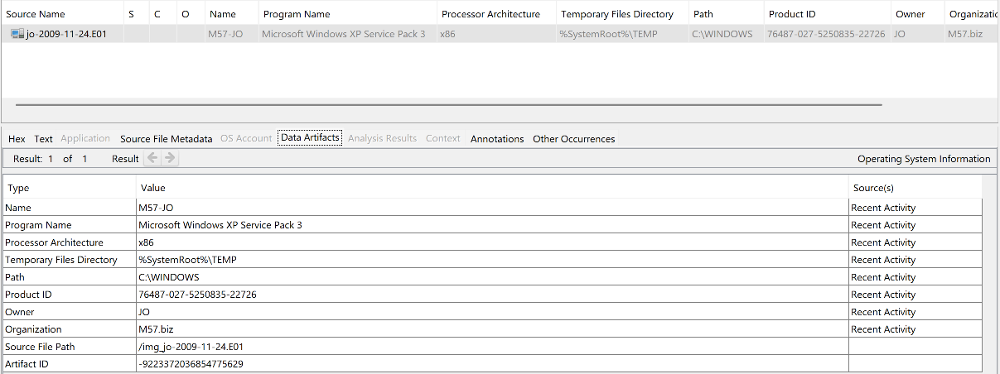 Source Name S C O Name Program Name Processor Architecture Temporary Files Directory Path Product ID Owner Organizatio
jo-2009-11-24.E01 M57-JO Microsoft Windows XP Service Pack 3 x86 %SystemRoot%\TEMP C:\WINDOWS 76487-027-5250835-22726 JO M57.biz
Hex Text Application Source File Metadata OS Account Data Artifacts Analysis Results Context Annotations Other Occurrences
Result: 1 of 1 Result Operating System Information
Type Value Source(s)
Name M57-JO Recent Activity
Program Name Microsoft Windows XP Service Pack 3 Recent Activity
Processor Architecture x86 Recent Activity
Temporary Files Directory %SystemRoot%\TEMP Recent Activity
Path C:\WINDOWS Recent Activity
Product ID 76487-027-5250835-22726 Recent Activity
Owner JO Recent Activity
Organization M57.biz Recent Activity
Source File Path /img_jo-2009-11-24.E01
Artifact ID -9223372036854775629